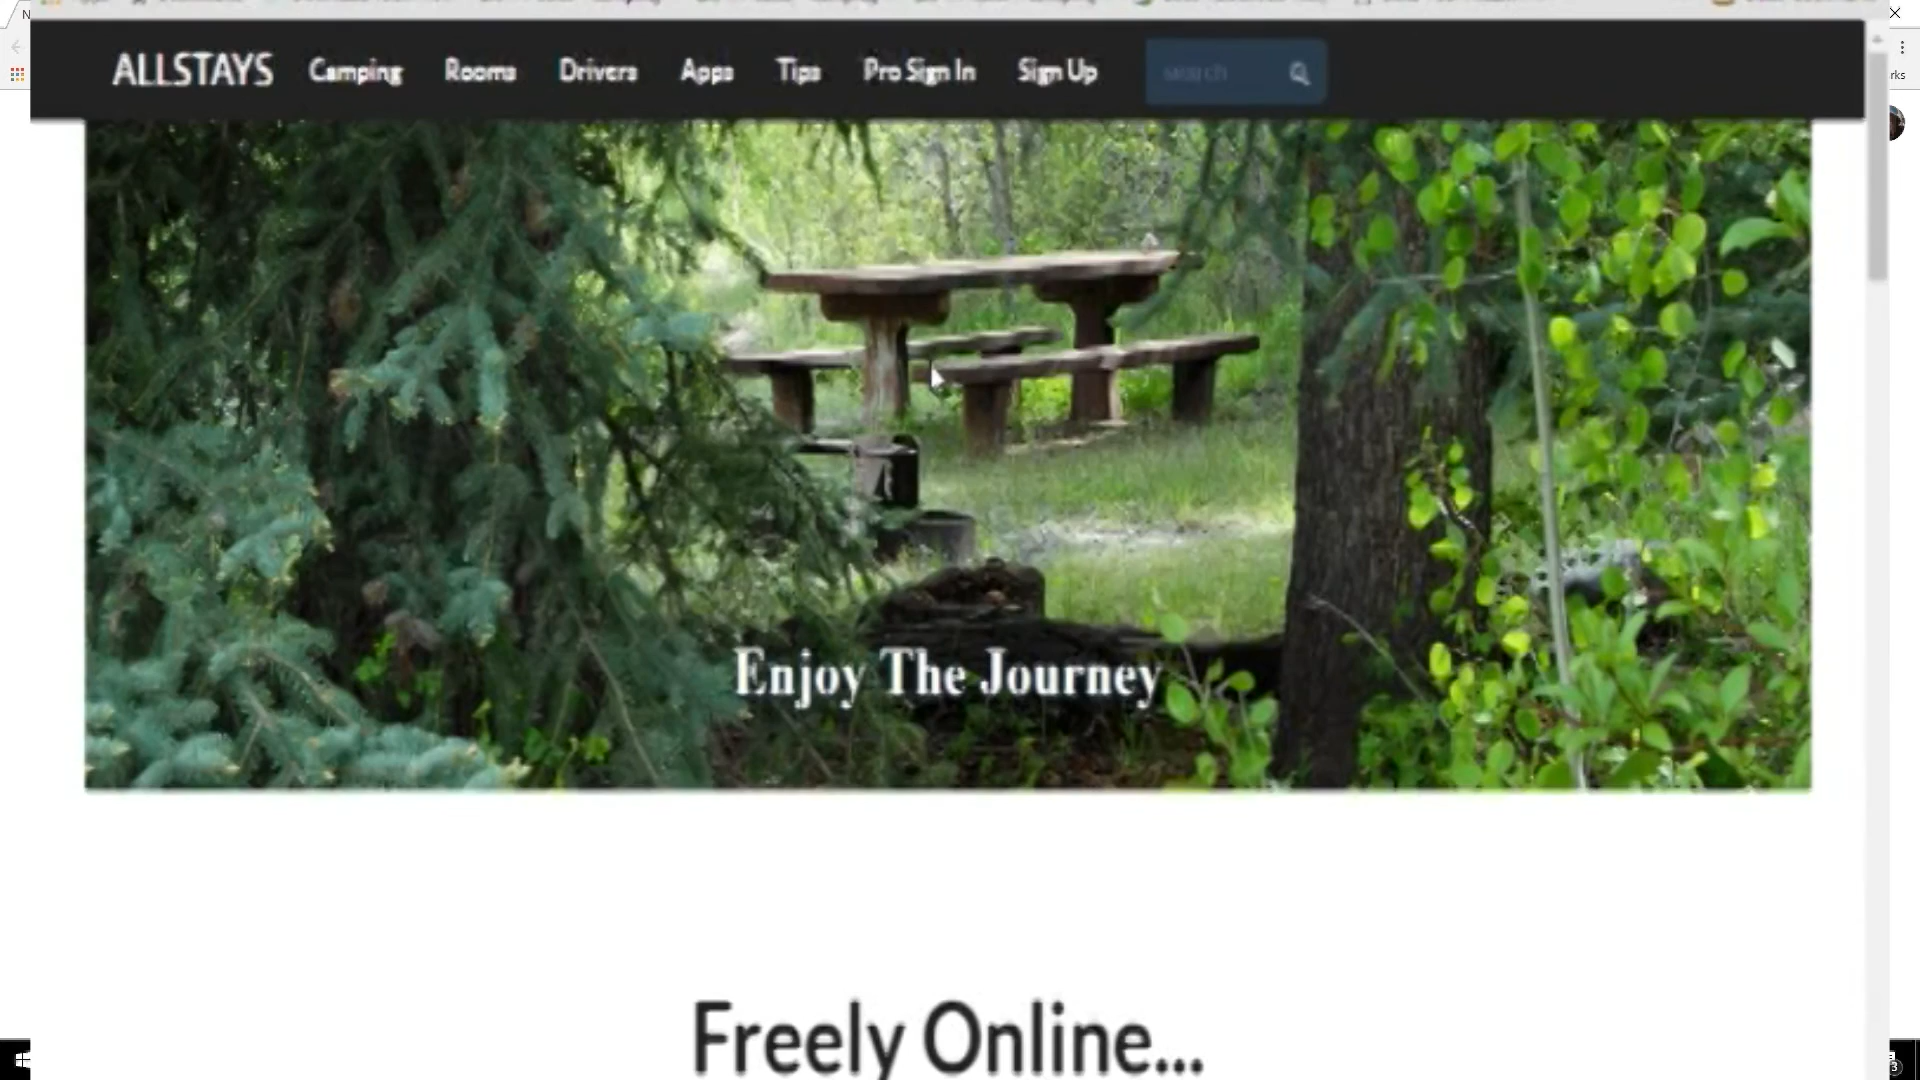 ALLSTAYS Camping Rooms Drivers Apps Tips Pro Sign In Sign Up search
Enjoy The Journey
Freely Online...